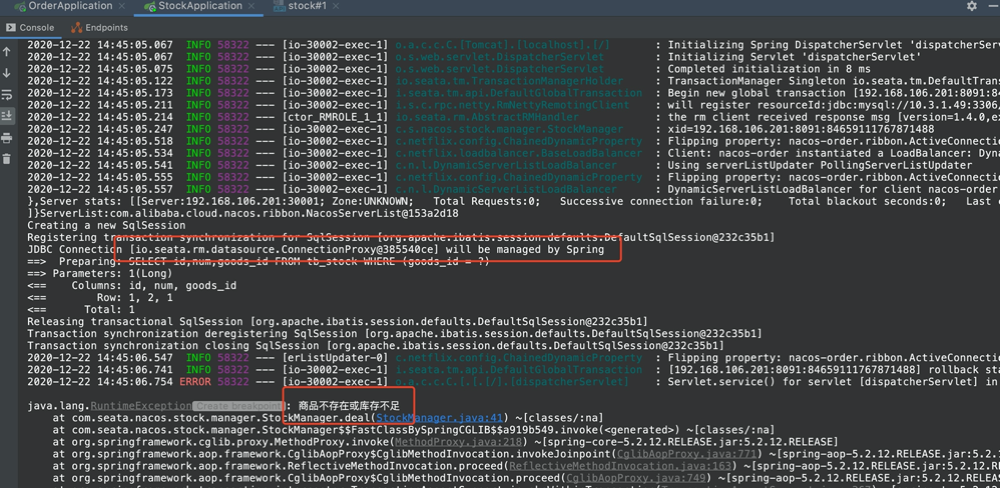 OrderApplication StockApplication stock#1
Console Endpoints
2020-12-22 14:45:05.067 INFO 58322 --- [io-30002-exec-1] o.a.c.c.C.[Tomcat].[localhost].[/] : Initializing Spring DispatcherServlet 'dispatcherServlet
2020-12-22 14:45:05.067 INFO 58322 --- [io-30002-exec-1] o.s.web.servlet.DispatcherServlet : Initializing Servlet 'dispatcherServlet'
2020-12-22 14:45:05.075 INFO 58322 --- [io-30002-exec-1] o.s.web.servlet.DispatcherServlet : Completed initialization in 8 ms
2020-12-22 14:45:05.122 INFO 58322 --- [io-30002-exec-1] io.seata.tm.TransactionManagerHolder : TransactionManager Singleton io.seata.tm.DefaultTransac
2020-12-22 14:45:05.173 INFO 58322 --- [io-30002-exec-1] i.seata.tm.api.DefaultGlobalTransaction : Begin new global transaction [192.168.106.201:8091:84
2020-12-22 14:45:05.211 INFO 58322 --- [io-30002-exec-1] i.s.c.rpc.netty.RmNettyRemotingClient : will register resourceId:jdbc:mysql://10.3.1.49:3306,
2020-12-22 14:45:05.214 INFO 58322 --- [ctor_RMROLE_1_1] io.seata.rm.AbstractRMHandler : the rm client received response msg [version=1.4.0,e
2020-12-22 14:45:05.247 INFO 58322 --- [io-30002-exec-1] c.s.nacos.stock.manager.StockManager : xid=192.168.106.201:8091:84659111767871488
2020-12-22 14:45:05.518 INFO 58322 --- [io-30002-exec-1] c.netflix.config.ChainedDynamicProperty : Flipping property: nacos-order.ribbon.ActiveConnectio
2020-12-22 14:45:05.534 INFO 58322 --- [io-30002-exec-1] c.netflix.loadbalancer.BaseLoadBalancer : Client: nacos-order instantiated a LoadBalancer: Dyn
2020-12-22 14:45:05.541 INFO 58322 --- [io-30002-exec-1] c.n.l.DynamicServerListLoadBalancer : Using serverListUpdater PollingServerListUpdater
2020-12-22 14:45:05.555 INFO 58322 --- [io-30002-exec-1] c.netflix.config.ChainedDynamicProperty : Flipping property: nacos-order.ribbon.ActiveConnectio
2020-12-22 14:45:05.557 INFO 58322 --- [io-30002-exec-1] c.n.l.DynamicServerListLoadBalancer : DynamicServerListLoadBalancer for client nacos-order
},Server stats: [[Server:192.168.106.201:30001; Zone:UNKNOWN; Total Requests:0; Successive connection failure:0; Total blackout seconds:0; Last c
]}ServerList:com.alibaba.cloud.nacos.ribbon.NacosServerList@153a2d18
Creating a new SqlSession
Registering transaction synchronization for SqlSession [org.apache.ibatis.session.defaults.DefaultSqlSession@232c35b1]
JDBC Connection [io.seata.rm.datasource.ConnectionProxy@385540ce] will be managed by Spring
==> Preparing: SELECT id,num,goods_id FROM tb_stock WHERE (goods_id = ?)
==> Parameters: 1(Long)
<== Columns: id, num, goods_id
<== Row: 1, 2, 1
<== Total: 1
Releasing transactional SqlSession [org.apache.ibatis.session.defaults.DefaultSqlSession@232c35b1]
Transaction synchronization deregistering SqlSession [org.apache.ibatis.session.defaults.DefaultSqlSession@232c35b1]
Transaction synchronization closing SqlSession [org.apache.ibatis.session.defaults.DefaultSqlSession@232c35b1]
2020-12-22 14:45:06.547 INFO 58322 --- [erListUpdater-0] c.netflix.config.ChainedDynamicProperty : Flipping property: nacos-order.ribbon.ActiveConnectio
2020-12-22 14:45:06.741 INFO 58322 --- [io-30002-exec-1] i.seata.tm.api.DefaultGlobalTransaction : [192.168.106.201:8091:84659111767871488] rollback sta
2020-12-22 14:45:06.754 ERROR 58322 --- [io-30002-exec-1] o.a.c.c.C.[.[.[/].[dispatcherServlet] : Servlet.service() for servlet [dispatcherServlet] in
java.lang.RuntimeException Create breakpoint : 商品不存在或库存不足
at com.seata.nacos.stock.manager.StockManager.deal(StockManager.java:41) ~[classes/:na]
at com.seata.nacos.stock.manager.StockManager$$FastClassBySpringCGLIB$$a919b549.invoke(<generated>) ~[classes/:na]
at org.springframework.cglib.proxy.MethodProxy.invoke(MethodProxy.java:218) ~[spring-core-5.2.12.RELEASE.jar:5.2.12.RELEASE]
at org.springframework.aop.framework.CglibAopProxy$CglibMethodInvocation.invokeJoinpoint(CglibAopProxy.java:771) ~[spring-aop-5.2.12.RELEASE.jar:5.2.
at org.springframework.aop.framework.ReflectiveMethodInvocation.proceed(ReflectiveMethodInvocation.java:163) ~[spring-aop-5.2.12.RELEASE.jar:5.2.12.R
at org.springframework.aop.framework.CglibAopProxy$CglibMethodInvocation.proceed(CglibAopProxy.java:749) ~[spring-aop-5.2.12.RELEASE.jar:5.2.12.RELEA